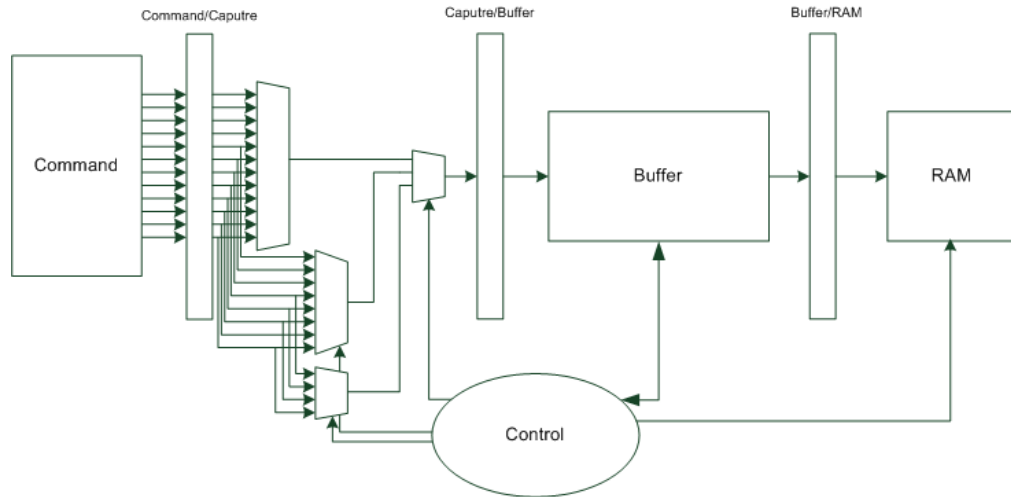 Command/Caputre
Caputre/Buffer
Buffer/RAM
Command
Buffer
RAM
Control